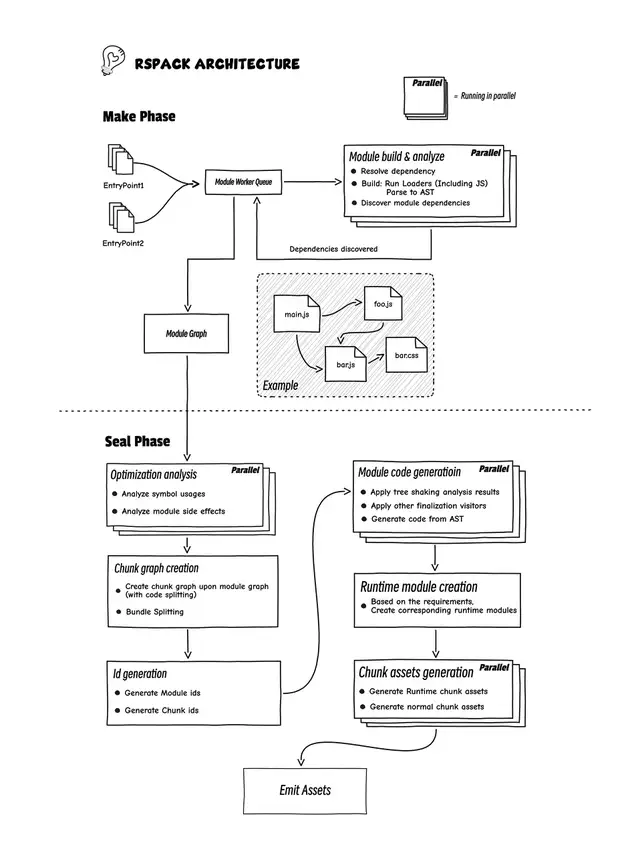 RSPACK ARCHITECTURE
Parallel
= Running in parallel
Make Phase
EntryPoint1
EntryPoint2
Module Worker Queue
Module build & analyze
Parallel
Resolve dependency
Build: Run Loaders (Including JS)
Parse to AST
Discover module dependencies
Dependencies discovered
Module Graph
main.js
foo.js
bar.js
bar.css
Example
Seal Phase
Optimization analysis
Parallel
Analyze symbol usages
Analyze module side effects
Chunk graph creation
Create chunk graph upon module graph
(with code splitting)
Bundle Splitting
Id generation
Generate Module ids
Generate Chunk ids
Module code generatioin
Parallel
Apply tree shaking analysis results
Apply other finalization visitors
Generate code from AST
Runtime module creation
Based on the requirements,
Create corresponding runtime modules
Chunk assets generation
Parallel
Generate Runtime chunk assets
Generate normal chunk assets
Emit Assets